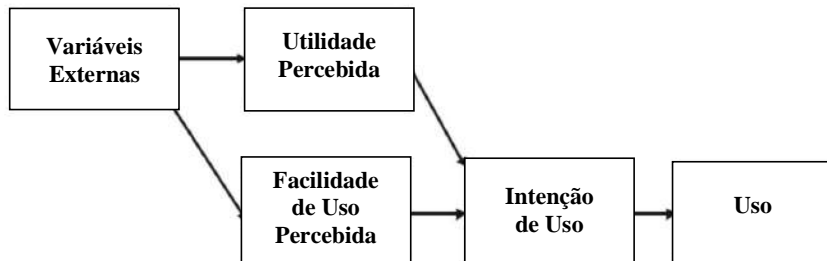 Variáveis
Externas
Utilidade
Percebida
Facilidade
de Uso
Percebida
Intenção
de Uso
Uso